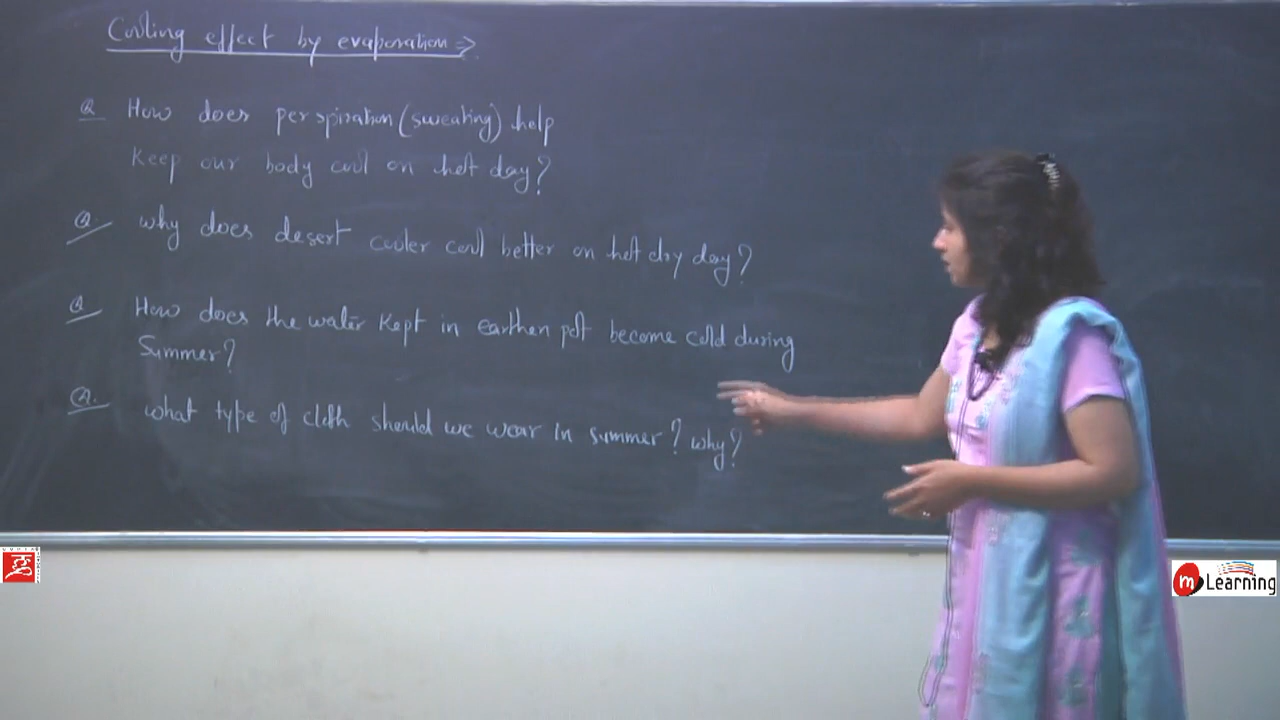 Cooling effect by evaporation ⇒
Q How does perspiration (sweating) help
Keep our body cool on hot day?
Q. why does desert cooler cool better on hot dry day?
Q How does the water kept in earthen pot become cold during
Summer?
Q. what type of cloth should we wear in summer? why?
m Learning